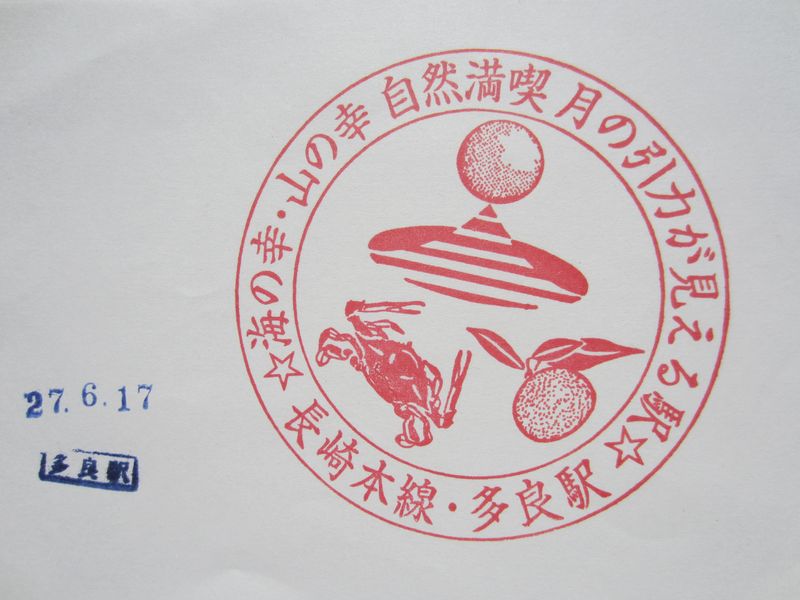 海の幸・山の幸 自然満喫 月の引力が見える駅
☆長崎本線・多良駅☆
27.6.17
多良駅